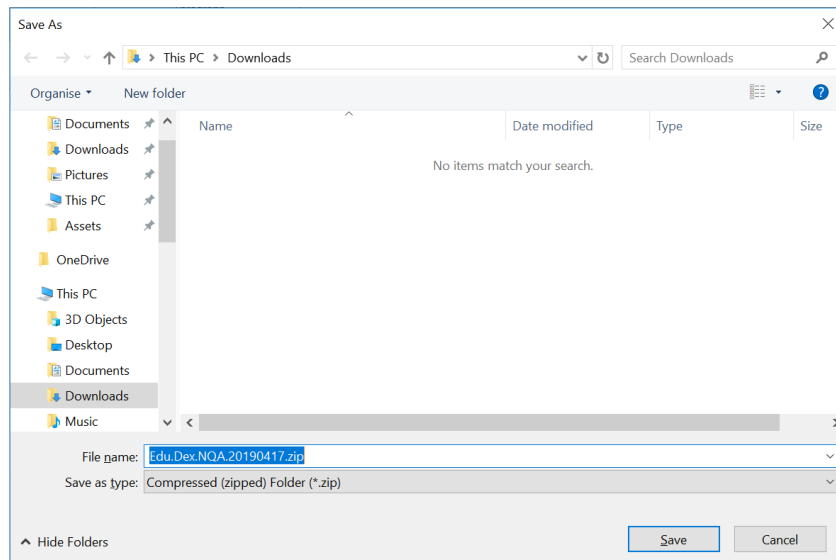 Save As
This PC > Downloads
Search Downloads
Organise
New folder
Name
Date modified
Type
Size
No items match your search.
Documents
Downloads
Pictures
This PC
Assets
OneDrive
This PC
3D Objects
Desktop
Documents
Downloads
Music
File name: Edu.Dex.NQA.20190417.zip
Save as type: Compressed (zipped) Folder (*.zip)
Hide Folders
Save
Cancel